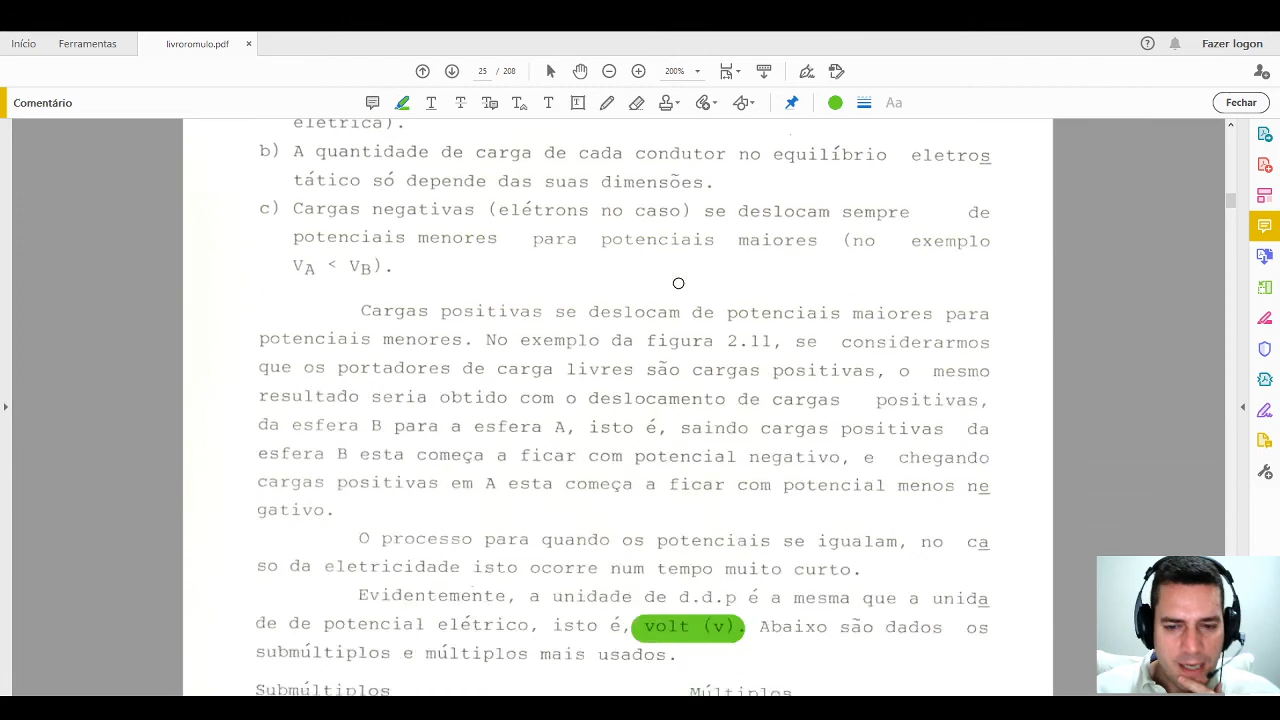 Início Ferramentas livroromulo.pdf × Fazer logon
25 / 208 200%
Comentário Aa Fechar
elétrica).
b) A quantidade de carga de cada condutor no equilíbrio eletros
tático só depende das suas dimensões.
c) Cargas negativas (elétrons no caso) se deslocam sempre de
potenciais menores para potenciais maiores (no exemplo
VA < VB).
Cargas positivas se deslocam de potenciais maiores para
potenciais menores. No exemplo da figura 2.11, se considerarmos
que os portadores de carga livres são cargas positivas, o mesmo
resultado seria obtido com o deslocamento de cargas positivas,
da esfera B para a esfera A, isto é, saindo cargas positivas da
esfera B esta começa a ficar com potencial negativo, e chegando
cargas positivas em A esta começa a ficar com potencial menos ne
gativo.
O processo para quando os potenciais se igualam, no ca
so da eletricidade isto ocorre num tempo muito curto.
Evidentemente, a unidade de d.d.p é a mesma que a unida
de de potencial elétrico, isto é, volt (v). Abaixo são dados os
submúltiplos e múltiplos mais usados.
Submúltiplos Múltiplos